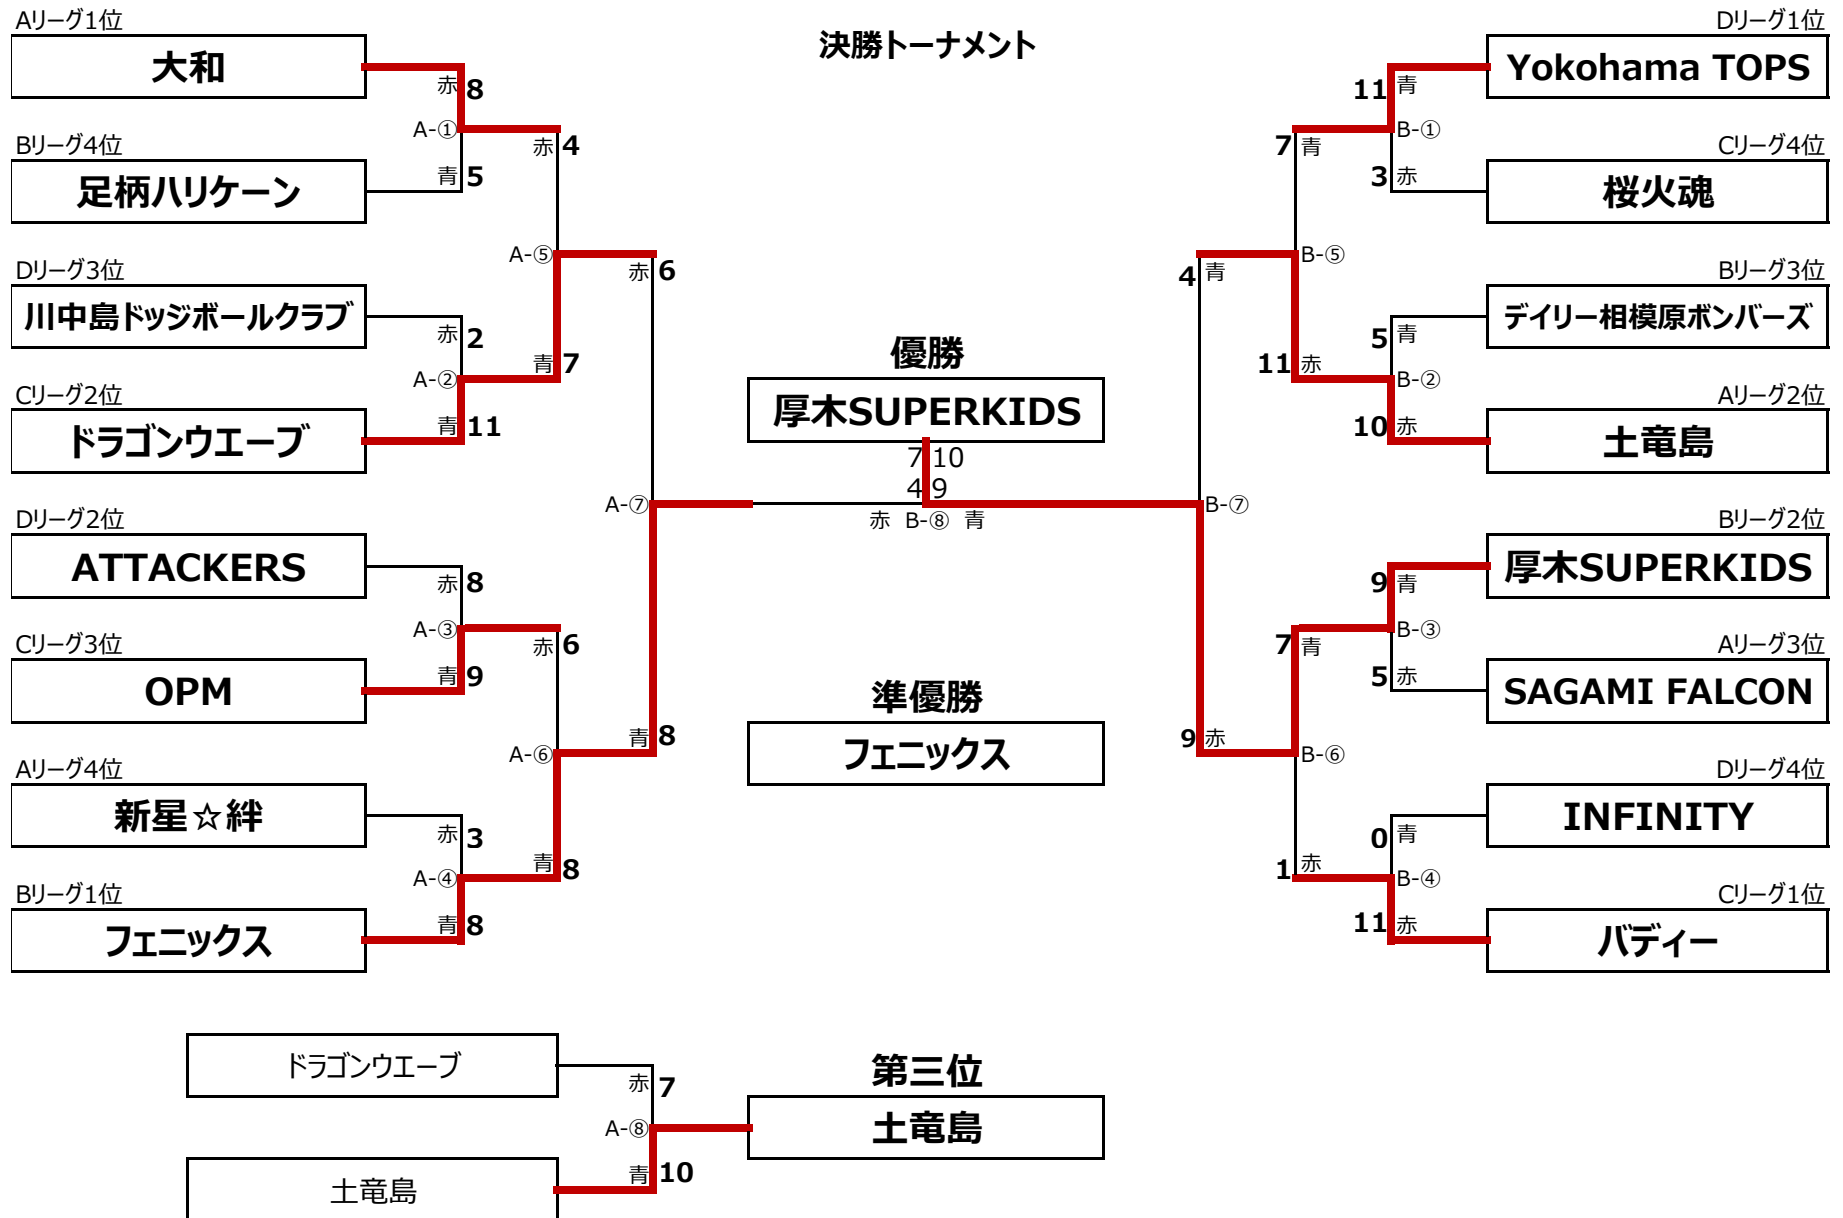 決勝トーナメント
Aリーグ1位
大和
赤 8
A-①
Bリーグ4位
足柄ハリケーン
青 5
赤 4
A-⑤
Dリーグ3位
川中島ドッジボールクラブ
赤 2
A-②
Cリーグ2位
ドラゴンウエーブ
青 11
青 7
赤 6
A-⑦
Dリーグ2位
ATTACKERS
赤 8
A-③
Cリーグ3位
OPM
青 9
赤 6
A-⑥
青 8
Aリーグ4位
新星☆絆
赤 3
A-④
Bリーグ1位
フェニックス
青 8
青 8
優勝
厚木SUPERKIDS
7 10
4 9
赤 B-⑧ 青
準優勝
フェニックス
Dリーグ1位
Yokohama TOPS
11 青
B-①
Cリーグ4位
桜火魂
3 赤
7 青
B-⑤
Bリーグ3位
デイリー相模原ボンバーズ
5 青
B-②
Aリーグ2位
土竜島
10 赤
11 赤
4 青
B-⑦
Bリーグ2位
厚木SUPERKIDS
9 青
B-③
Aリーグ3位
SAGAMI FALCON
5 赤
7 青
B-⑥
9 赤
Dリーグ4位
INFINITY
0 青
B-④
Cリーグ1位
バディー
11 赤
1 赤
ドラゴンウエーブ
赤 7
A-⑧
土竜島
青 10
第三位
土竜島